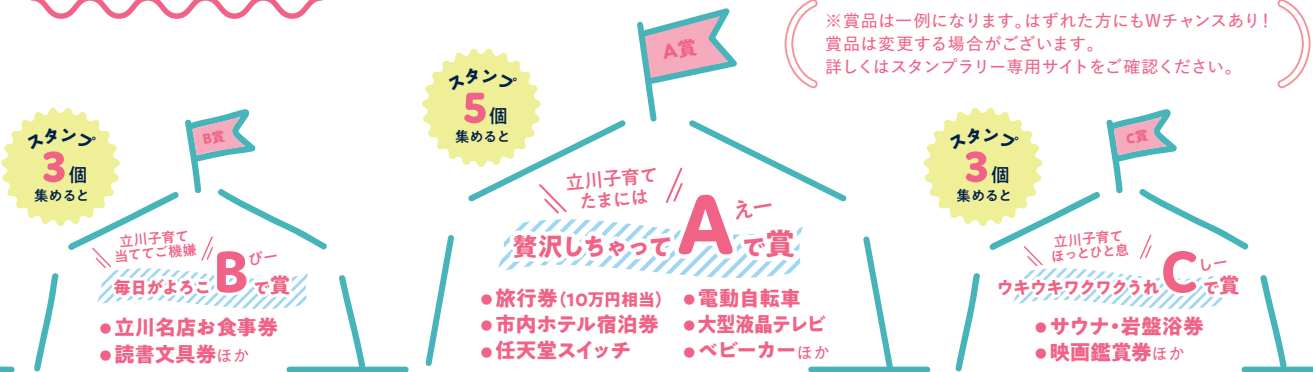 ※賞品は一例になります。はずれた方にもWチャンスあり！
賞品は変更する場合がございます。
詳しくはスタンプラリー専用サイトをご確認ください。
スタンプ
3個
集めると
B賞
立川子育て
当ててご機嫌
毎日がよろこBびーで賞
●立川名店お食事券
●読書文具券ほか
スタンプ
5個
集めると
A賞
立川子育て
たまには
贅沢しちゃってAえーで賞
●旅行券（10万円相当）
●市内ホテル宿泊券
●任天堂スイッチ
●電動自転車
●大型液晶テレビ
●ベビーカーほか
スタンプ
3個
集めると
C賞
立川子育て
ほっとひと息
ウキウキワクワクうれCしーで賞
●サウナ・岩盤浴券
●映画鑑賞券ほか